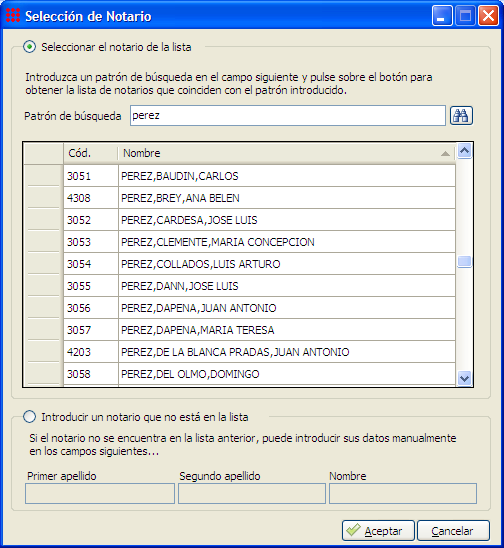 Selección de Notario
Seleccionar el notario de la lista
Introduzca un patrón de búsqueda en el campo siguiente y pulse sobre el botón para
obtener la lista de notarios que coinciden con el patrón introducido.
Patrón de búsqueda perez
Cód. Nombre
3051 PEREZ,BAUDIN,CARLOS
4308 PEREZ,BREY,ANA BELEN
3052 PEREZ,CARDESA,JOSE LUIS
3053 PEREZ,CLEMENTE,MARIA CONCEPCION
3054 PEREZ,COLLADOS,LUIS ARTURO
3055 PEREZ,DANN,JOSE LUIS
3056 PEREZ,DAPENA,JUAN ANTONIO
3057 PEREZ,DAPENA,MARIA TERESA
4203 PEREZ,DE LA BLANCA PRADAS,JUAN ANTONIO
3058 PEREZ,DEL OLMO,DOMINGO
Introducir un notario que no está en la lista
Si el notario no se encuentra en la lista anterior, puede introducir sus datos manualmente
en los campos siguientes...
Primer apellido Segundo apellido Nombre
Aceptar Cancelar